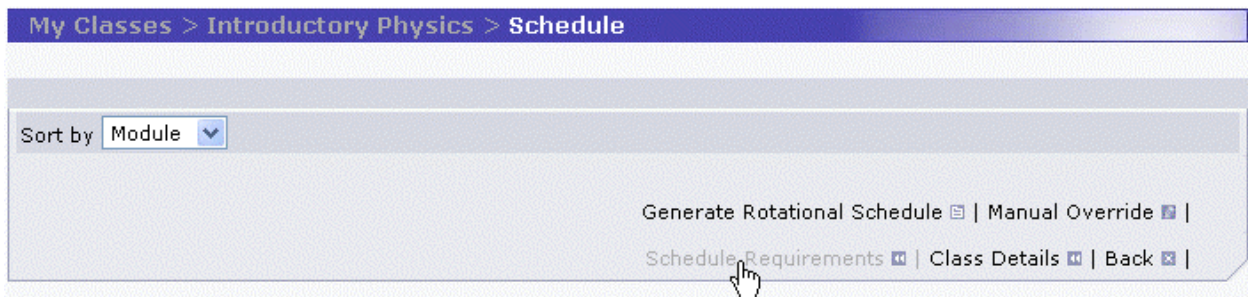 My Classes > Introductory Physics > Schedule
Sort by Module
Generate Rotational Schedule | Manual Override |
Schedule Requirements | Class Details | Back |